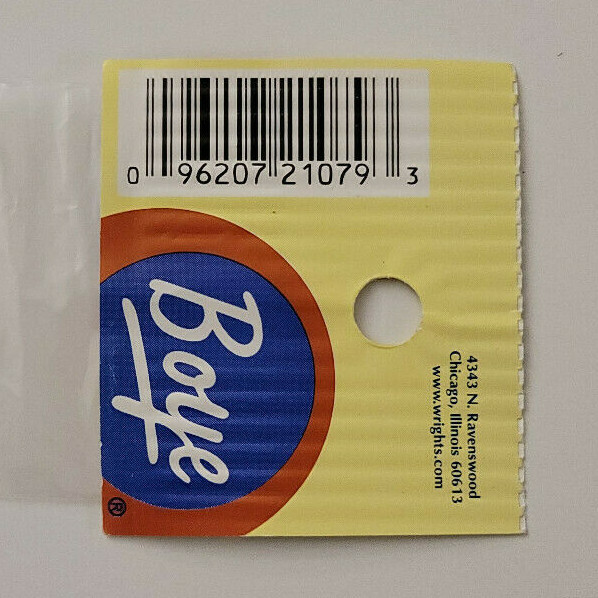 0 96207 21079 3
Boye
®
4343 N. Ravenswood
Chicago, Illinois 60613
www.wrights.com